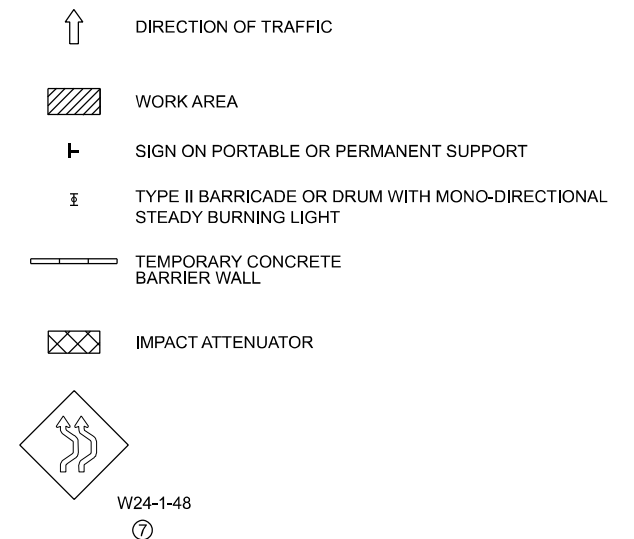 DIRECTION OF TRAFFIC
WORK AREA
SIGN ON PORTABLE OR PERMANENT SUPPORT
TYPE II BARRICADE OR DRUM WITH MONO-DIRECTIONAL
STEADY BURNING LIGHT
TEMPORARY CONCRETE
BARRIER WALL
IMPACT ATTENUATOR
W24-1-48
⑦